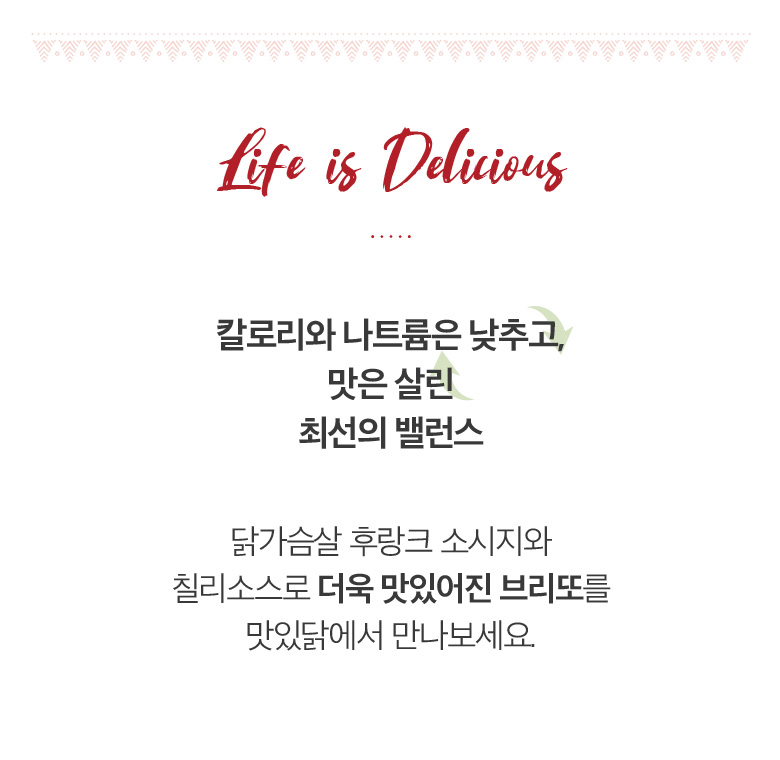 Life is Delicious
칼로리와 나트륨은 낮추고,
맛은 살린
최선의 밸런스
닭가슴살 후랑크 소시지와
칠리소스로 더욱 맛있어진 브리또를
맛있닭에서 만나보세요.